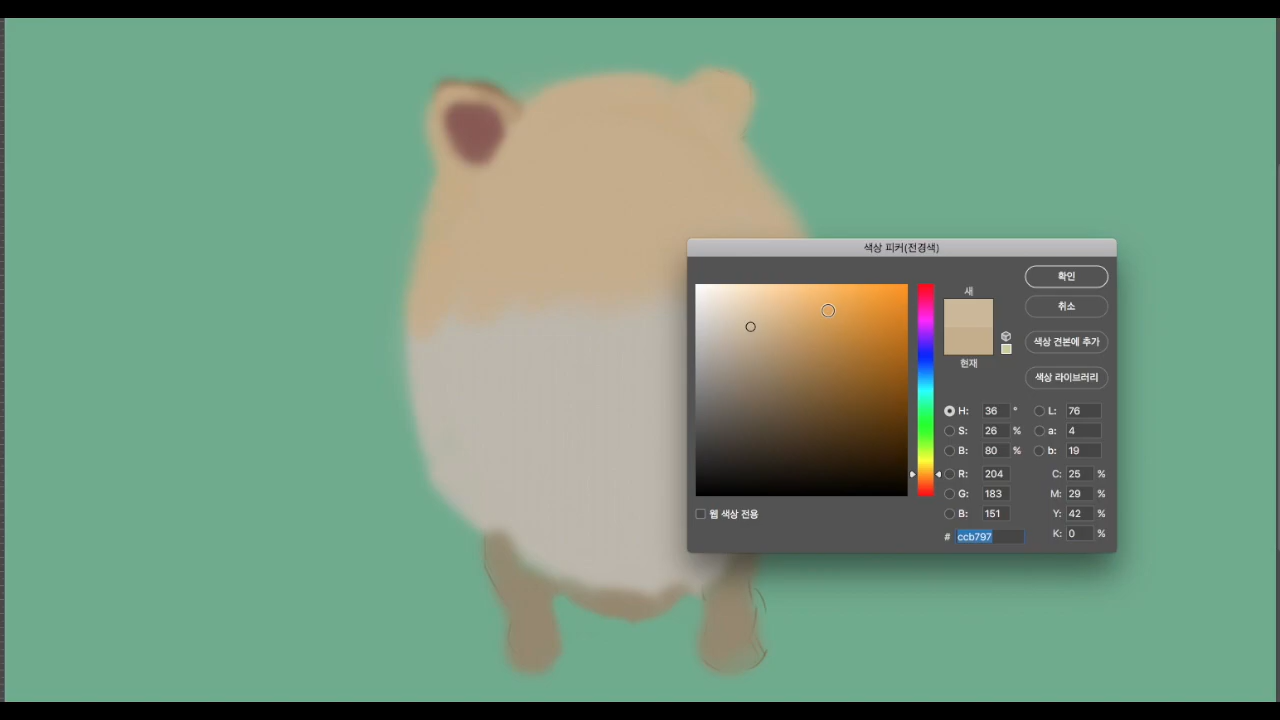 색상 피커(전경색)
새
현재
확인
취소
색상 견본에 추가
색상 라이브러리
H: 36 °
S: 26 %
B: 80 %
R: 204
G: 183
B: 151
# ccb797
L: 76
a: 4
b: 19
C: 25 %
M: 29 %
Y: 42 %
K: 0 %
웹 색상 전용